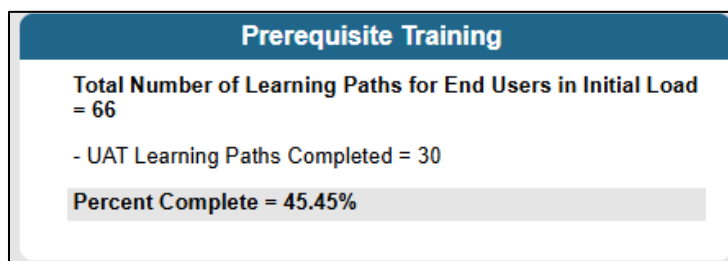 Prerequisite Training
Total Number of Learning Paths for End Users in Initial Load
= 66
- UAT Learning Paths Completed = 30
Percent Complete = 45.45%